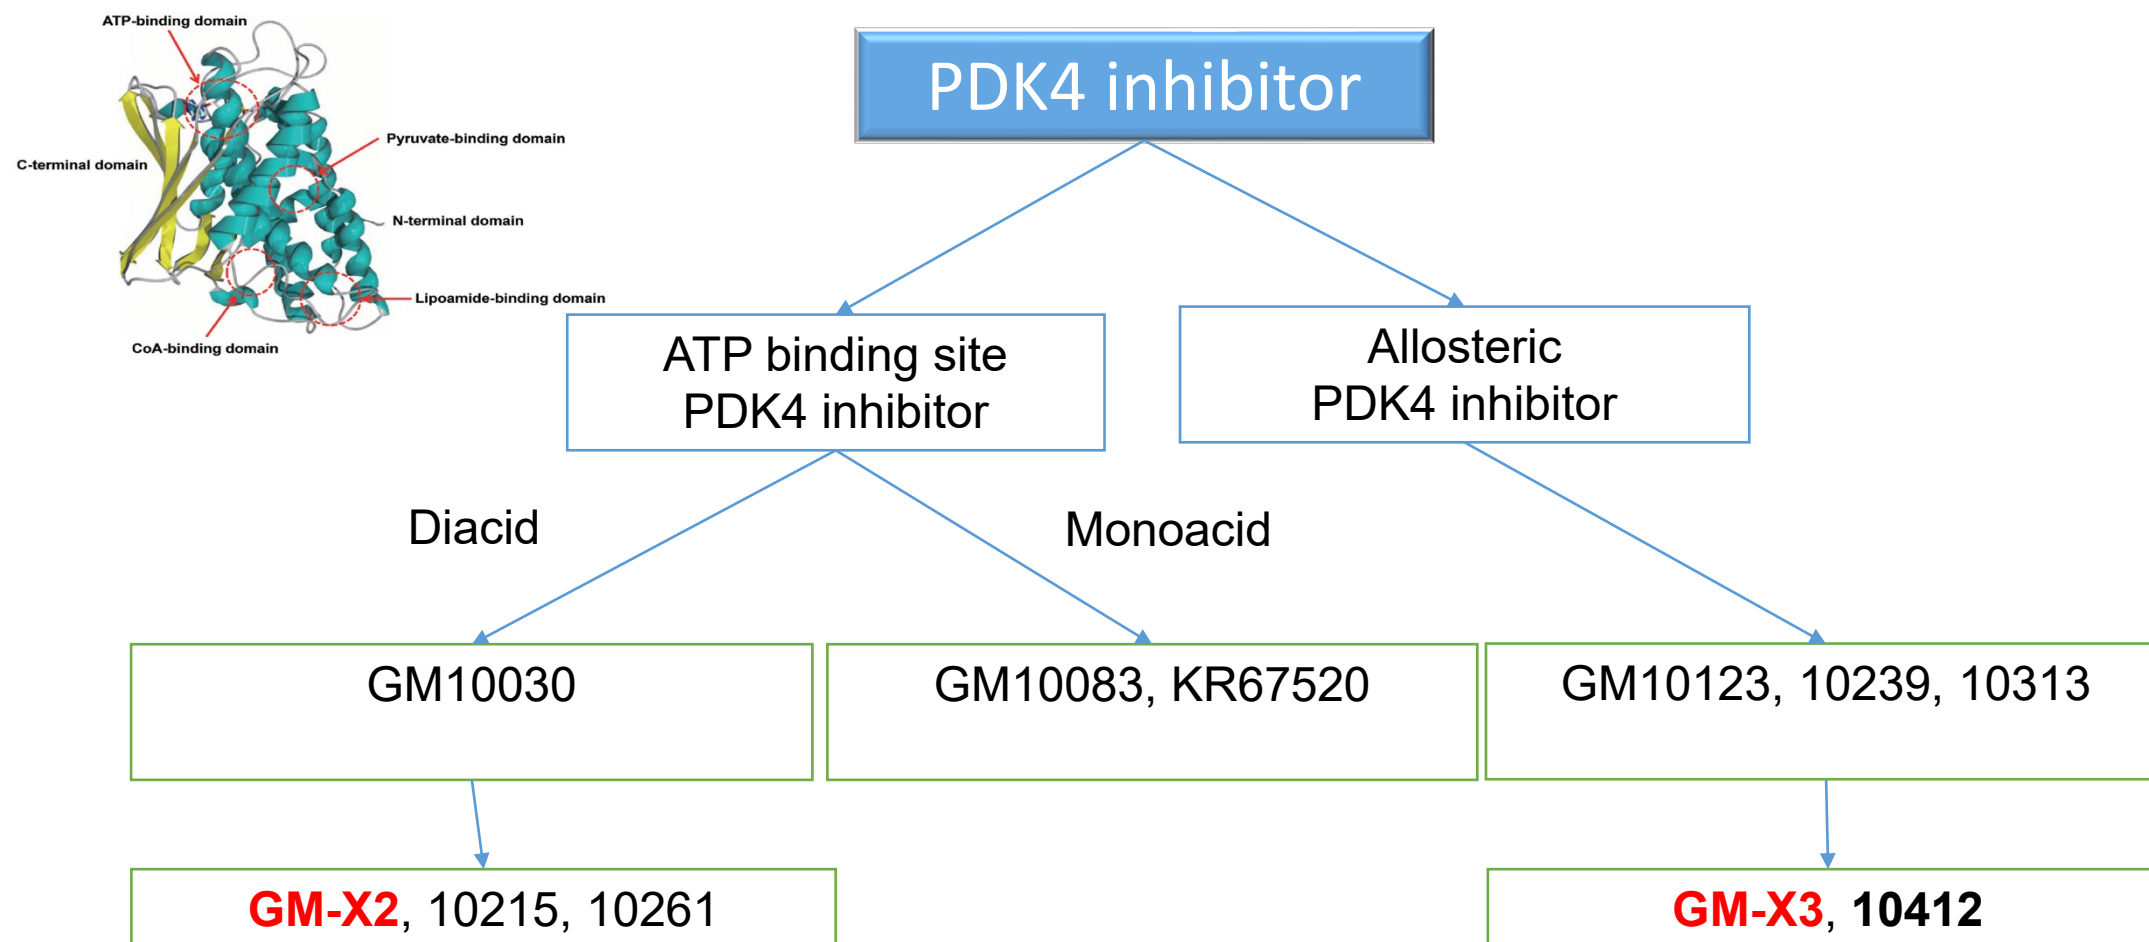 ATP-binding domain
Pyruvate-binding domain
C-terminal domain
N-terminal domain
Lipoamide-binding domain
CoA-binding domain
PDK4 inhibitor
ATP binding site
PDK4 inhibitor
Allosteric
PDK4 inhibitor
Diacid
Monoacid
GM10030
GM10083, KR67520
GM10123, 10239, 10313
GM-X2, 10215, 10261
GM-X3, 10412